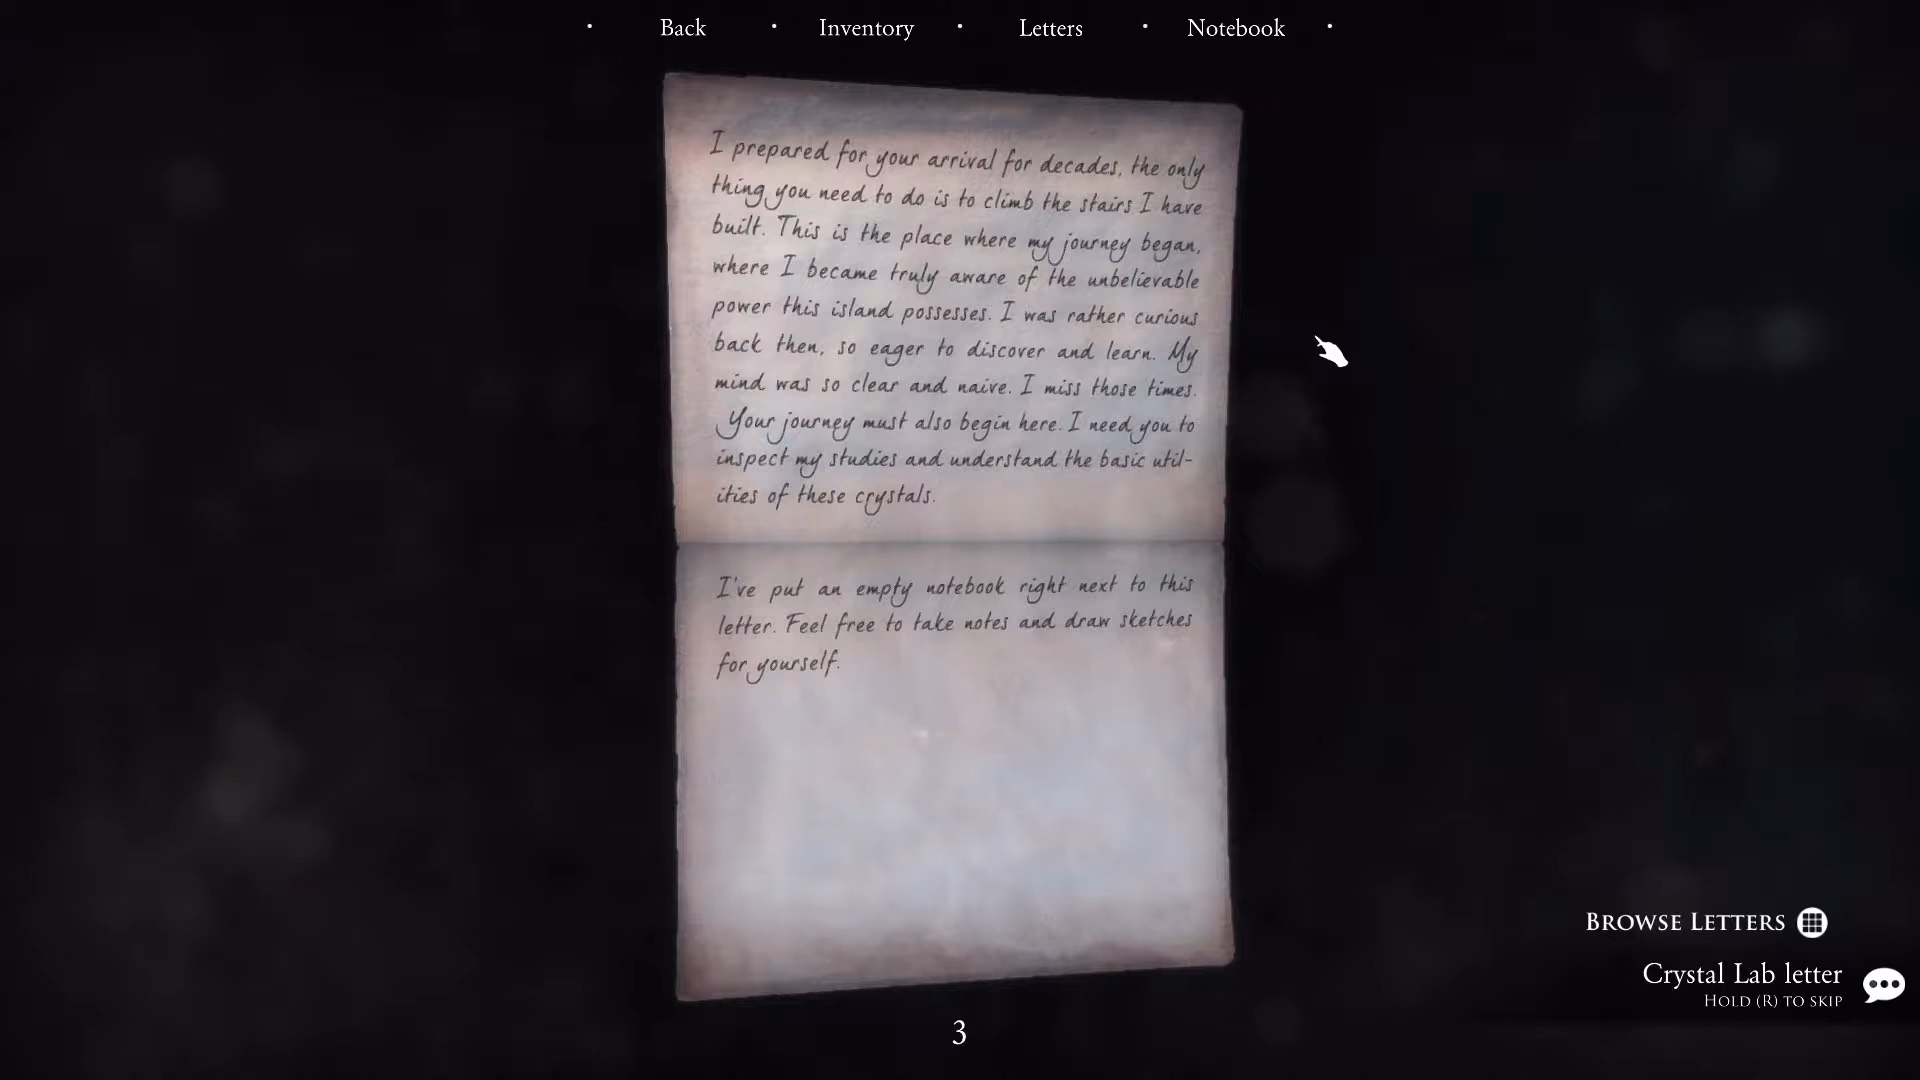 Back
Inventory
Letters
Notebook
I prepared for your arrival for decades, the only
thing you need to do is to climb the stairs I have
built. This is the place where my journey began,
where I became truly aware of the unbelievable
power this island possesses. I was rather curious
back then, so eager to discover and learn. My
mind was so clear and naive. I miss those times.
Your journey must also begin here. I need you to
inspect my studies and understand the basic util-
ities of these crystals.
I've put an empty notebook right next to this
letter. Feel free to take notes and draw sketches
for yourself.
BROWSE LETTERS
Crystal Lab letter
HOLD (R) TO SKIP
3